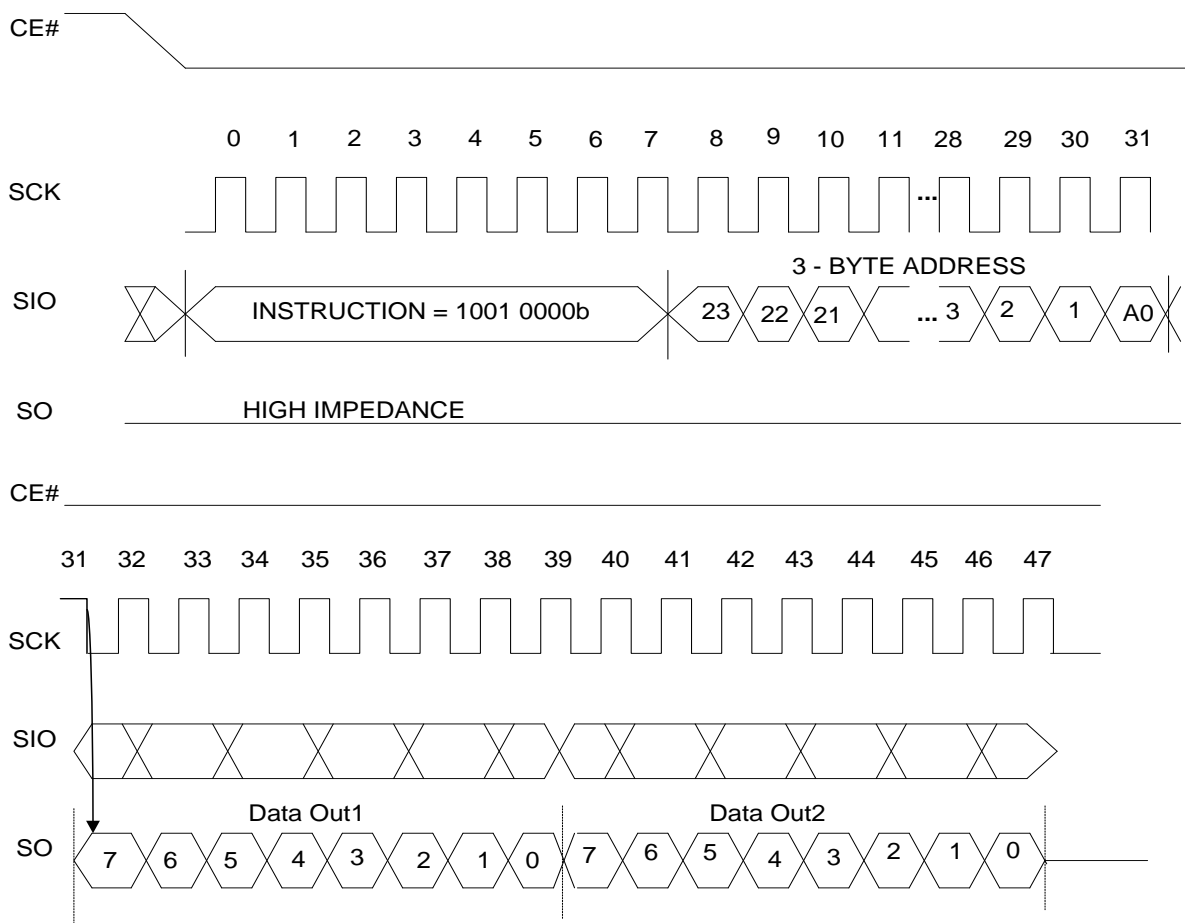 CE#
0 1 2 3 4 5 6 7 8 9 10 11 28 29 30 31
SCK
...
3 - BYTE ADDRESS
SIO
INSTRUCTION = 1001 0000b
23 22 21 ... 3 2 1 A0
SO
HIGH IMPEDANCE
CE#
31 32 33 34 35 36 37 38 39 40 41 42 43 44 45 46 47
SCK
SIO
Data Out1 Data Out2
SO
7 6 5 4 3 2 1 0 7 6 5 4 3 2 1 0